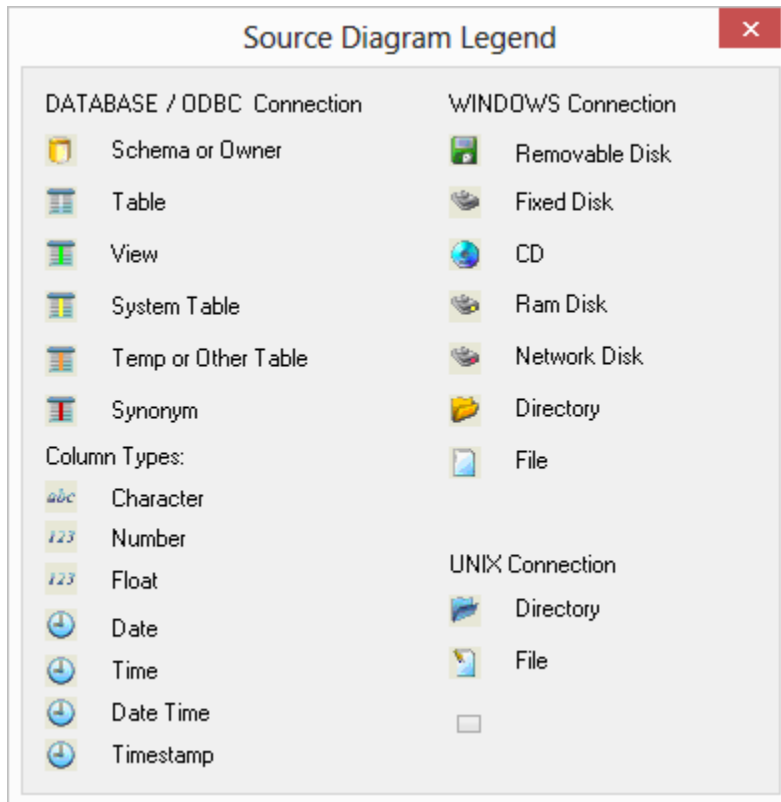 Source Diagram Legend
DATABASE / ODBC Connection
Schema or Owner
Table
View
System Table
Temp or Other Table
Synonym
Column Types:
abc Character
123 Number
123 Float
Date
Time
Date Time
Timestamp
WINDOWS Connection
Removable Disk
Fixed Disk
CD
Ram Disk
Network Disk
Directory
File
UNIX Connection
Directory
File